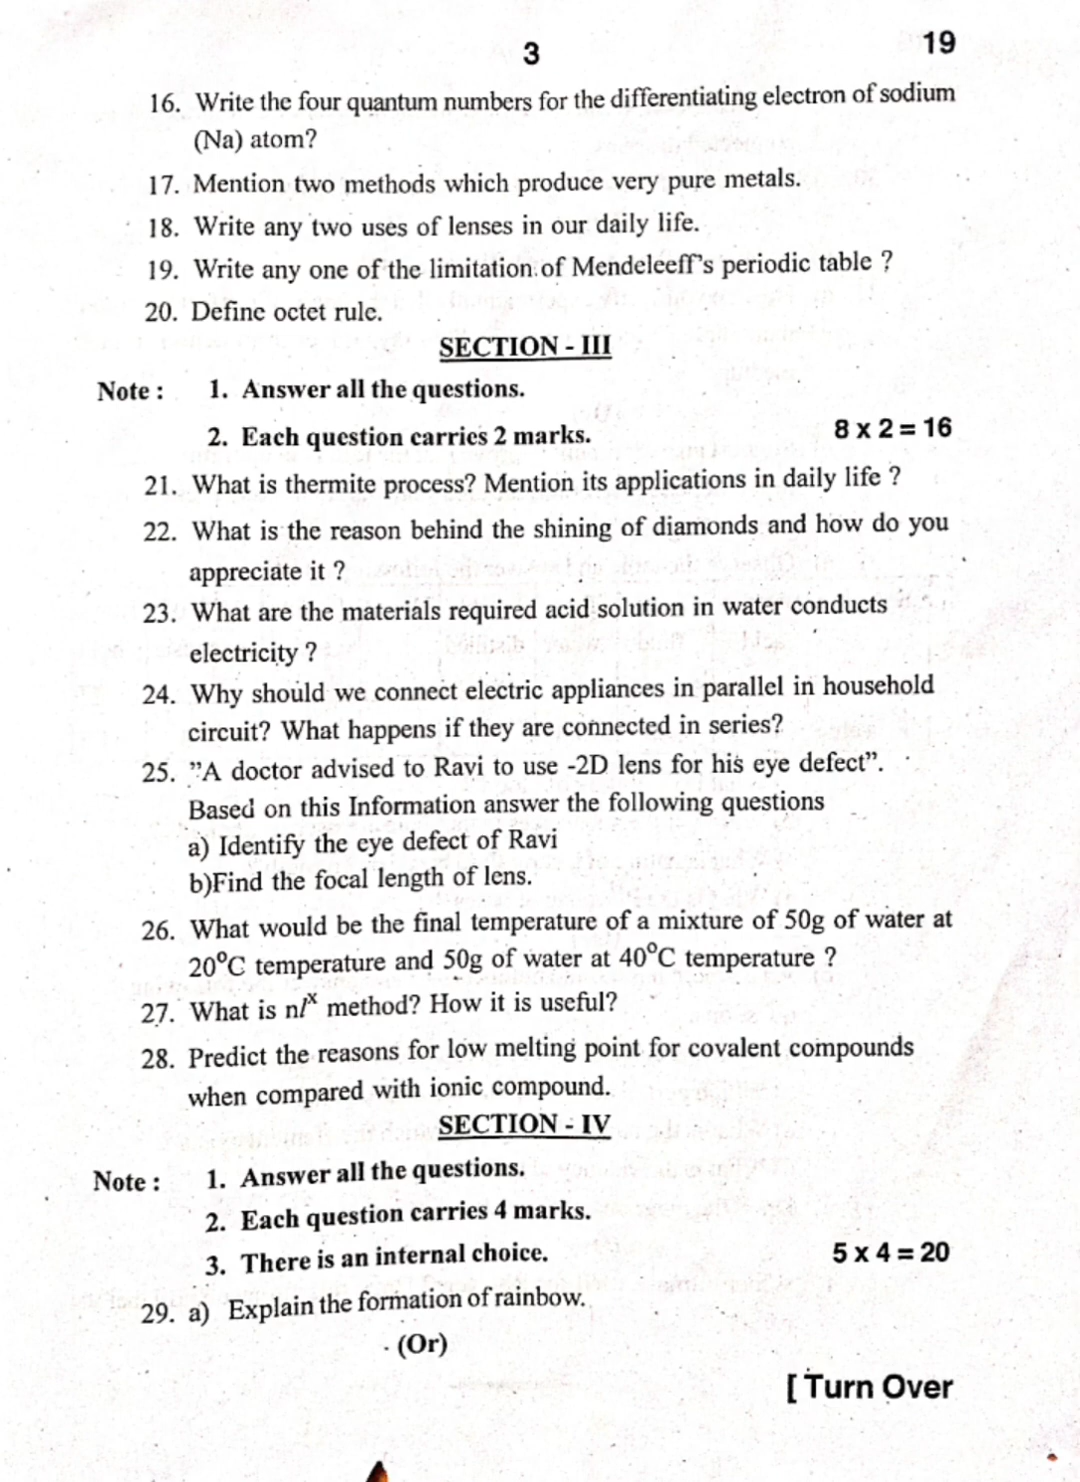 3
19
16. Write the four quantum numbers for the differentiating electron of sodium
(Na) atom?
17. Mention two methods which produce very pure metals.
18. Write any two uses of lenses in our daily life.
19. Write any one of the limitation of Mendeleeff's periodic table ?
20. Define octet rule.
SECTION - III
Note : 1. Answer all the questions.
2. Each question carries 2 marks. 8 x 2 = 16
21. What is thermite process? Mention its applications in daily life ?
22. What is the reason behind the shining of diamonds and how do you
appreciate it ?
23. What are the materials required acid solution in water conducts
electricity ?
24. Why should we connect electric appliances in parallel in household
circuit? What happens if they are connected in series?
25. ”A doctor advised to Ravi to use -2D lens for his eye defect”.
Based on this Information answer the following questions
a) Identify the eye defect of Ravi
b)Find the focal length of lens.
26. What would be the final temperature of a mixture of 50g of water at
20°C temperature and 50g of water at 40°C temperature ?
27. What is nlˣ method? How it is useful?
28. Predict the reasons for low melting point for covalent compounds
when compared with ionic compound.
SECTION - IV
Note : 1. Answer all the questions.
2. Each question carries 4 marks.
3. There is an internal choice. 5 x 4 = 20
29. a) Explain the formation of rainbow.
(Or)
[ Turn Over